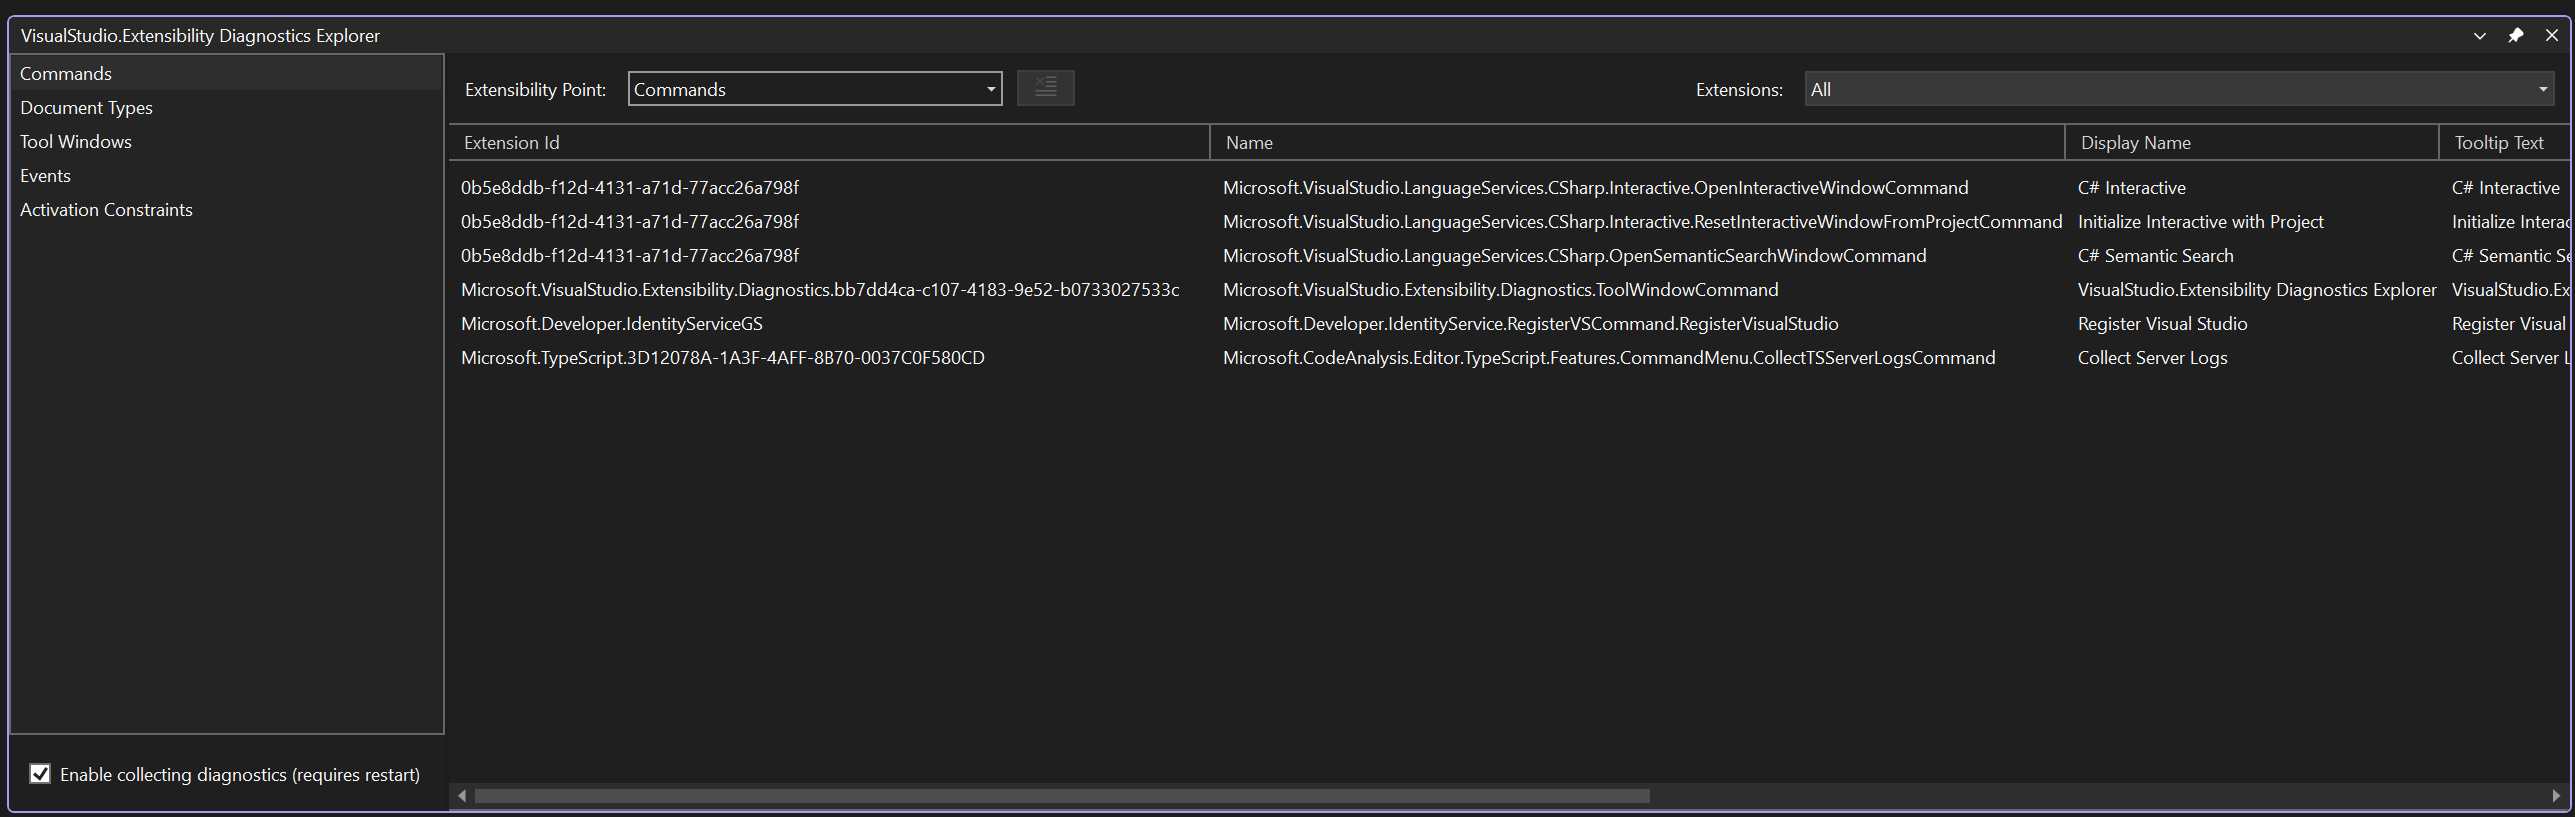 VisualStudio.Extensibility Diagnostics Explorer
Commands
Document Types
Tool Windows
Events
Activation Constraints
Enable collecting diagnostics (requires restart)
Extensibility Point: Commands Extensions: All
Extension Id Name Display Name Tooltip Text
0b5e8ddb-f12d-4131-a71d-77acc26a798f Microsoft.VisualStudio.LanguageServices.CSharp.Interactive.OpenInteractiveWindowCommand C# Interactive C# Interactive
0b5e8ddb-f12d-4131-a71d-77acc26a798f Microsoft.VisualStudio.LanguageServices.CSharp.Interactive.ResetInteractiveWindowFromProjectCommand Initialize Interactive with Project Initialize Interac
0b5e8ddb-f12d-4131-a71d-77acc26a798f Microsoft.VisualStudio.LanguageServices.CSharp.OpenSemanticSearchWindowCommand C# Semantic Search C# Semantic Se
Microsoft.VisualStudio.Extensibility.Diagnostics.bb7dd4ca-c107-4183-9e52-b0733027533c Microsoft.VisualStudio.Extensibility.Diagnostics.ToolWindowCommand VisualStudio.Extensibility Diagnostics Explorer VisualStudio.Ex
Microsoft.Developer.IdentityServiceGS Microsoft.Developer.IdentityService.RegisterVSCommand.RegisterVisualStudio Register Visual Studio Register Visual
Microsoft.TypeScript.3D12078A-1A3F-4AFF-8B70-0037C0F580CD Microsoft.CodeAnalysis.Editor.TypeScript.Features.CommandMenu.CollectTSServerLogsCommand Collect Server Logs Collect Server L